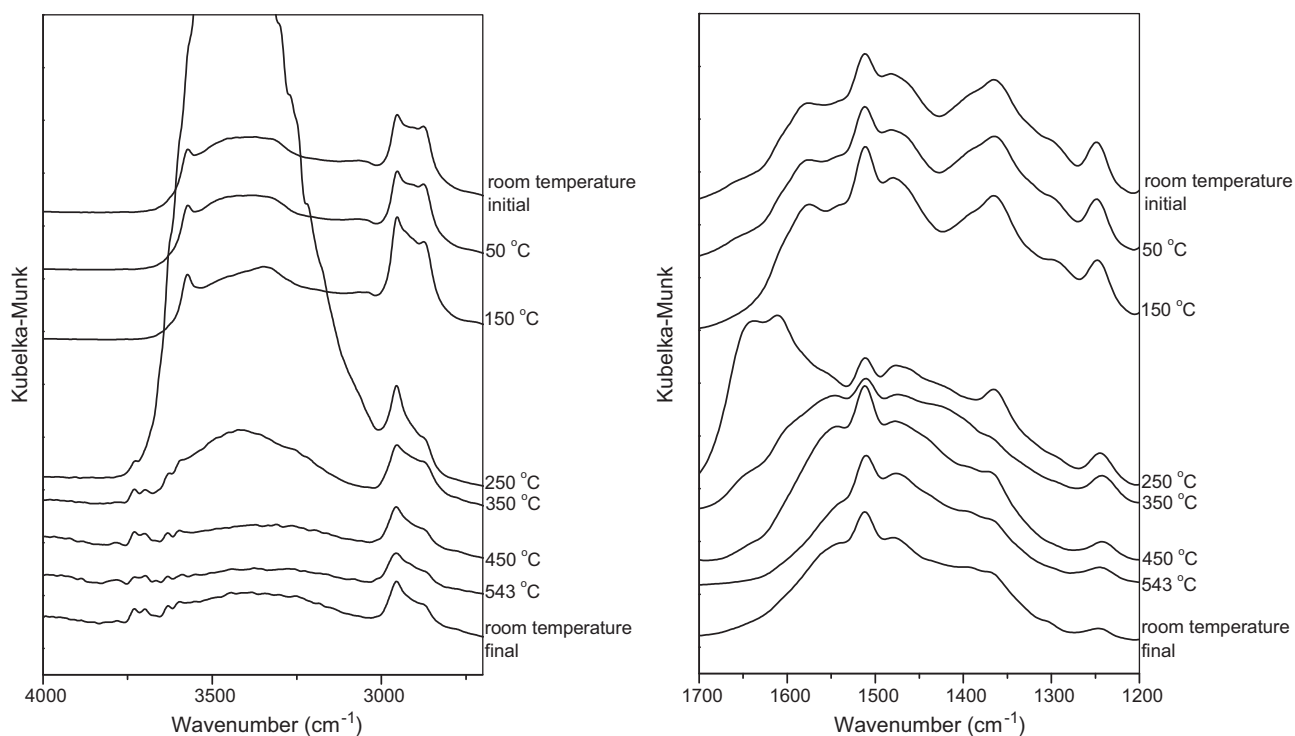 Kubelka-Munk
room temperature
initial
50 °C
150 °C
250 °C
350 °C
450 °C
543 °C
room temperature
final
4000 3500 3000
Wavenumber (cm⁻¹)
Kubelka-Munk
room temperature
initial
50 °C
150 °C
250 °C
350 °C
450 °C
543 °C
room temperature
final
1700 1600 1500 1400 1300 1200
Wavenumber (cm⁻¹)